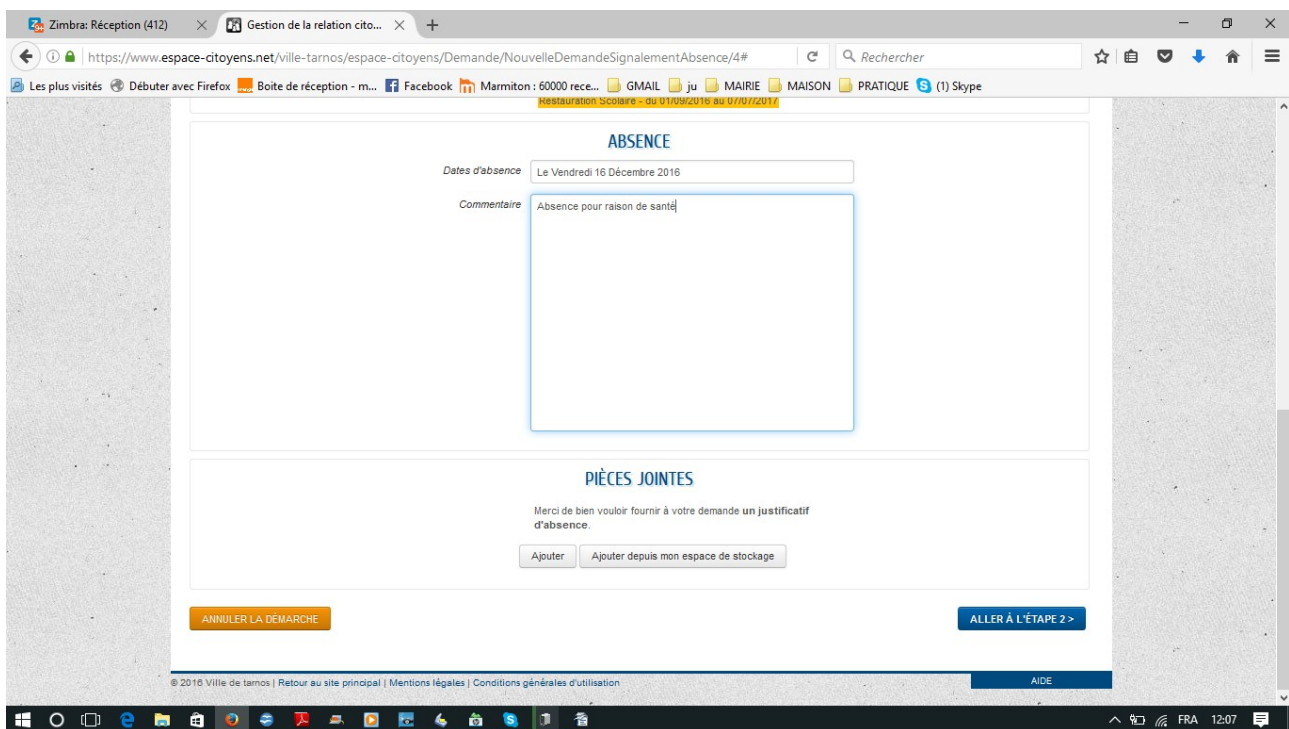 Zimbra: Réception (412)
Gestion de la relation cito...
https://www.espace-citoyens.net/ville-tarnos/espace-citoyens/Demande/NouvelleDemandeSignalementAbsence/4#
Rechercher
Les plus visités Débuter avec Firefox Boite de réception - m... Facebook Marmiton : 60000 rece... GMAIL ju MAIRIE MAISON PRATIQUE (1) Skype
Restauration Scolaire - du 01/09/2016 au 07/07/2017
ABSENCE
Dates d'absence Le Vendredi 16 Décembre 2016
Commentaire Absence pour raison de santé
PIÈCES JOINTES
Merci de bien vouloir fournir à votre demande un justificatif
d'absence.
Ajouter Ajouter depuis mon espace de stockage
ANNULER LA DÉMARCHE ALLER À L'ÉTAPE 2 >
© 2016 Ville de tarnos | Retour au site principal | Mentions légales | Conditions générales d'utilisation AIDE
FRA 12:07